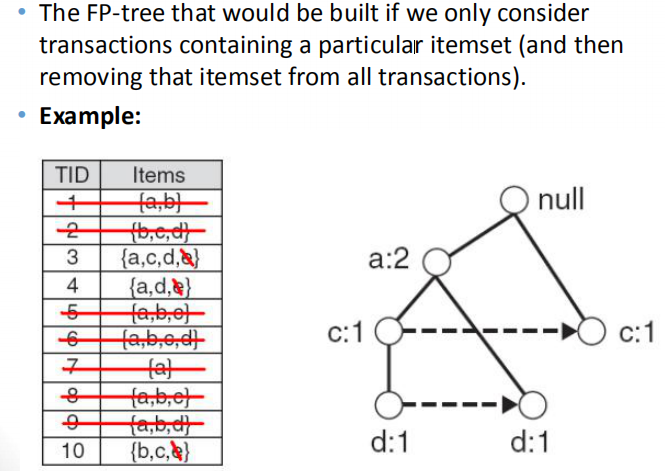 • The FP-tree that would be built if we only consider
transactions containing a particular itemset (and then
removing that itemset from all transactions).
• Example:
TID Items
1 {a,b}
2 {b,c,d}
3 {a,c,d,e}
4 {a,d,e}
5 {a,b,c}
6 {a,b,c,d}
7 {a}
8 {a,b,c}
9 {a,b,d}
10 {b,c,e}
null
a:2
c:1
c:1
d:1
d:1